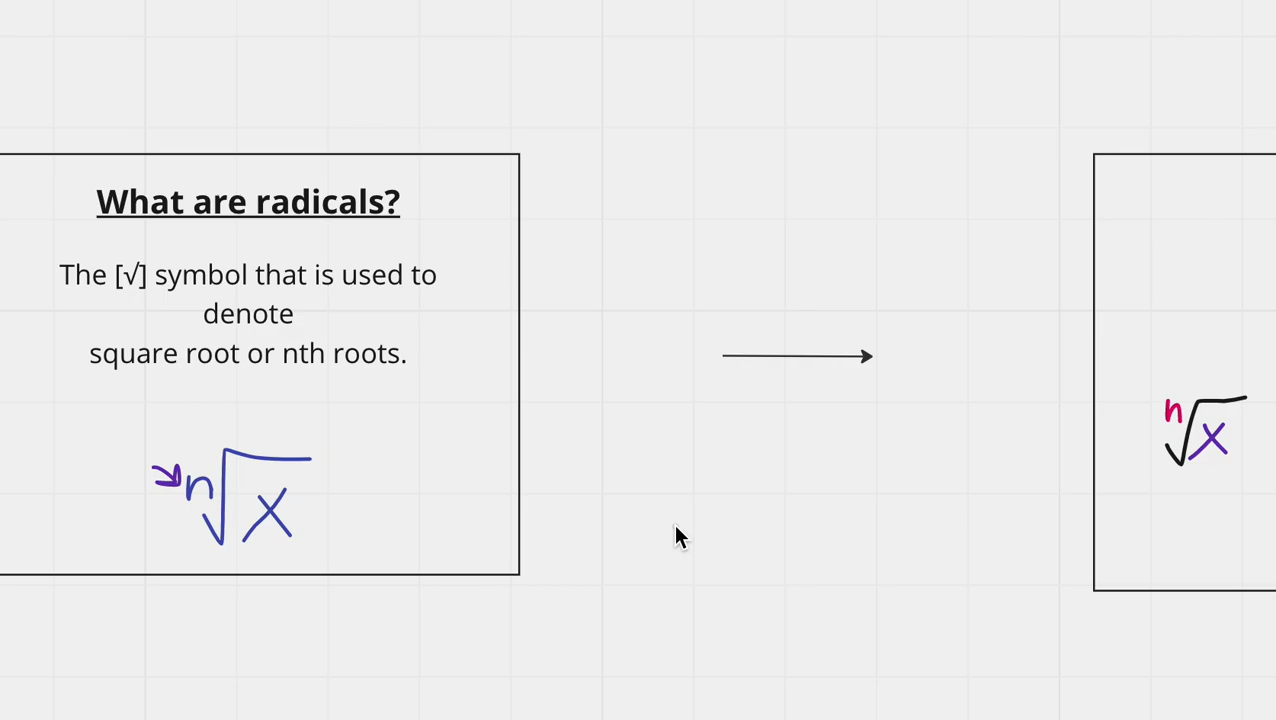 What are radicals?
The [√] symbol that is used to
denote
square root or nth roots.
n√x
n√x